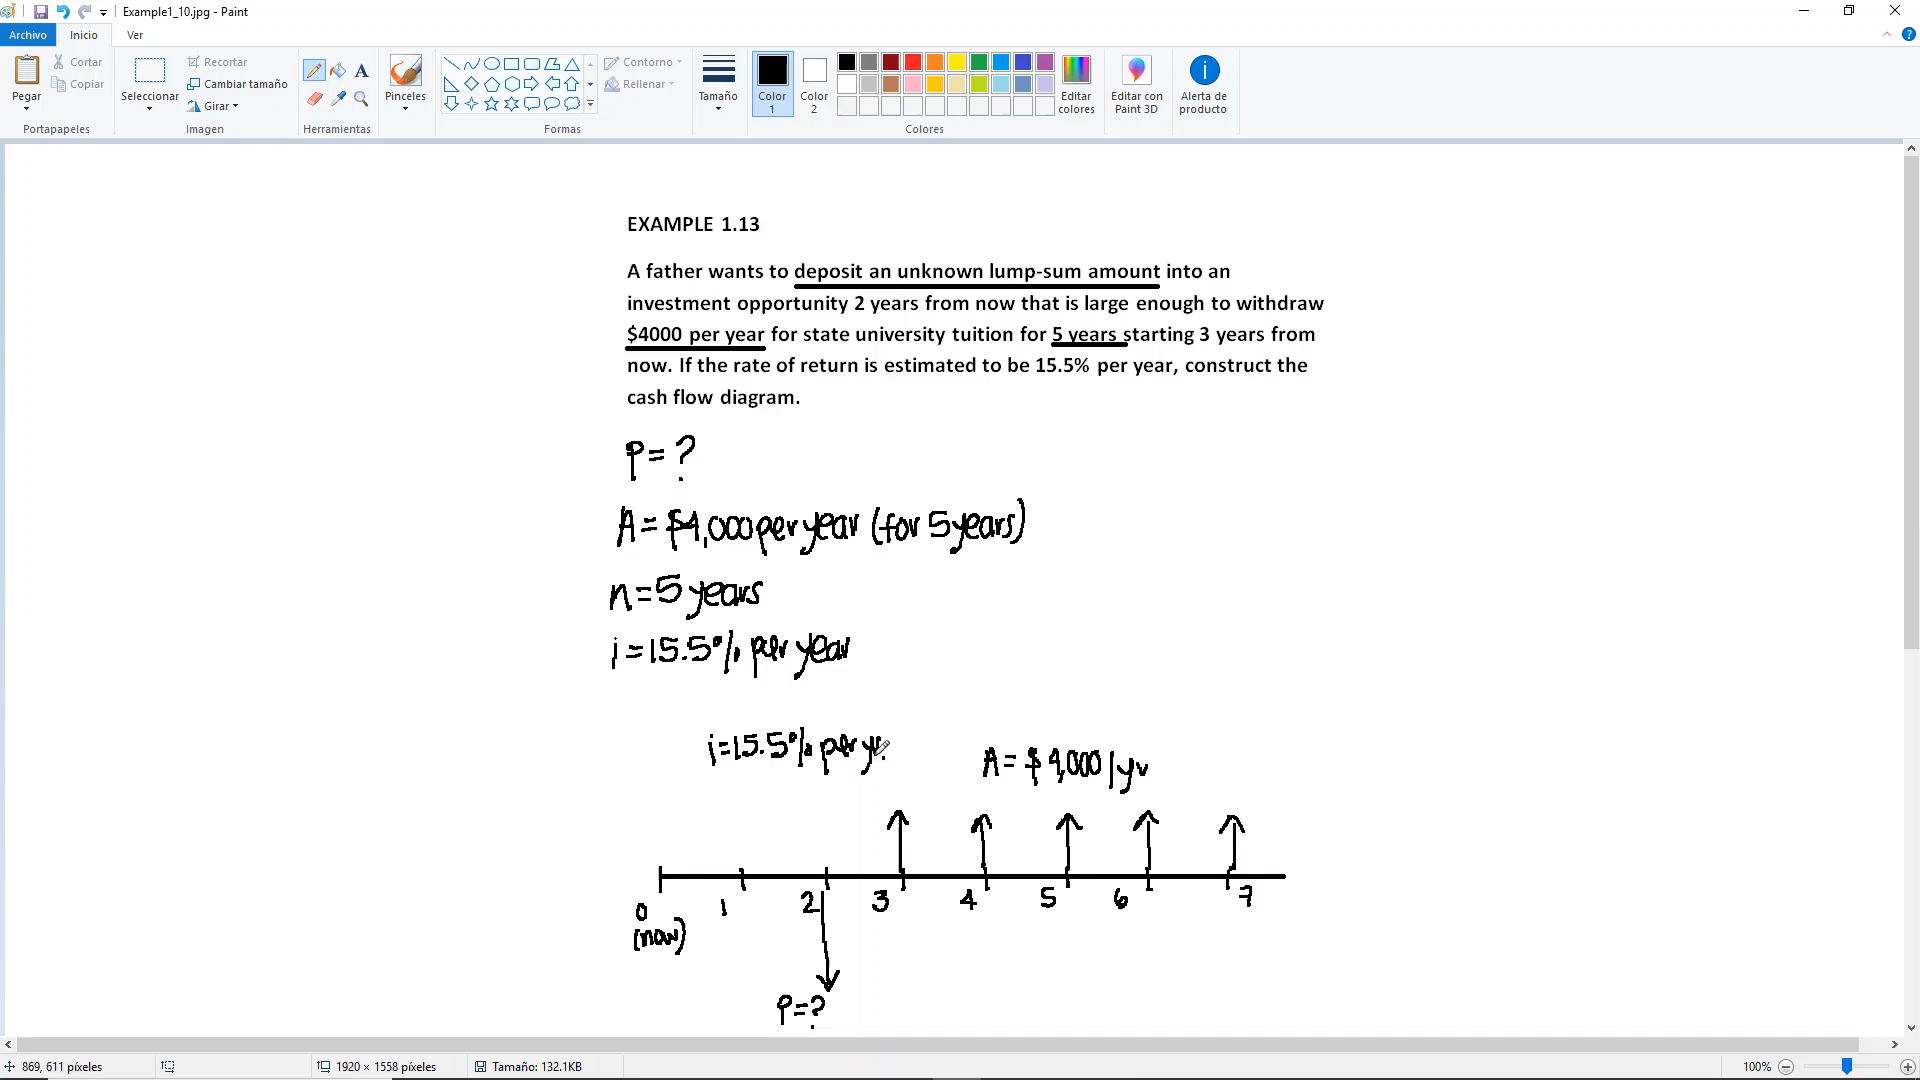 Example1_10.jpg - Paint
Archivo Inicio Ver
Pegar
Cortar
Copiar
Portapapeles
Seleccionar
Recortar
Cambiar tamaño
Girar
Imagen
A
Herramientas
Pinceles
Contorno
Rellenar
Formas
Tamaño
Color 1
Color 2
Editar colores
Colores
Editar con Paint 3D
Alerta de producto
EXAMPLE 1.13
A father wants to deposit an unknown lump-sum amount into an
investment opportunity 2 years from now that is large enough to withdraw
$4000 per year for state university tuition for 5 years starting 3 years from
now. If the rate of return is estimated to be 15.5% per year, construct the
cash flow diagram.
P = ?
A = $4,000 per year (for 5 years)
n = 5 years
i = 15.5% per year
i = 15.5% per yr.
A = $4,000 / yr
0 1 2 3 4 5 6 7
(now)
P = ?
869, 611 píxeles
1920 × 1558 píxeles
Tamaño: 132.1KB
100%